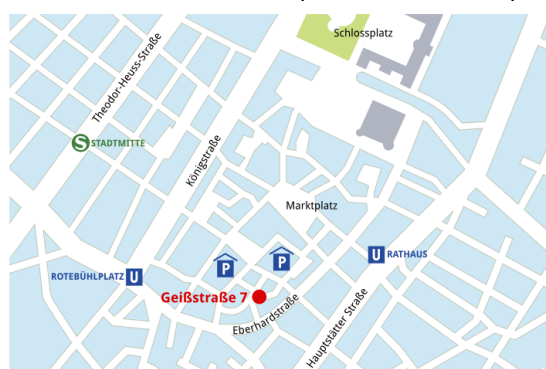 Schlossplatz
Theodor-Heuss-Straße
S STADTMITTE
Königstraße
Marktplatz
U RATHAUS
P
P
ROTEBÜHLPLATZ U
Geißstraße 7
Eberhardstraße
Hauptstätter Straße